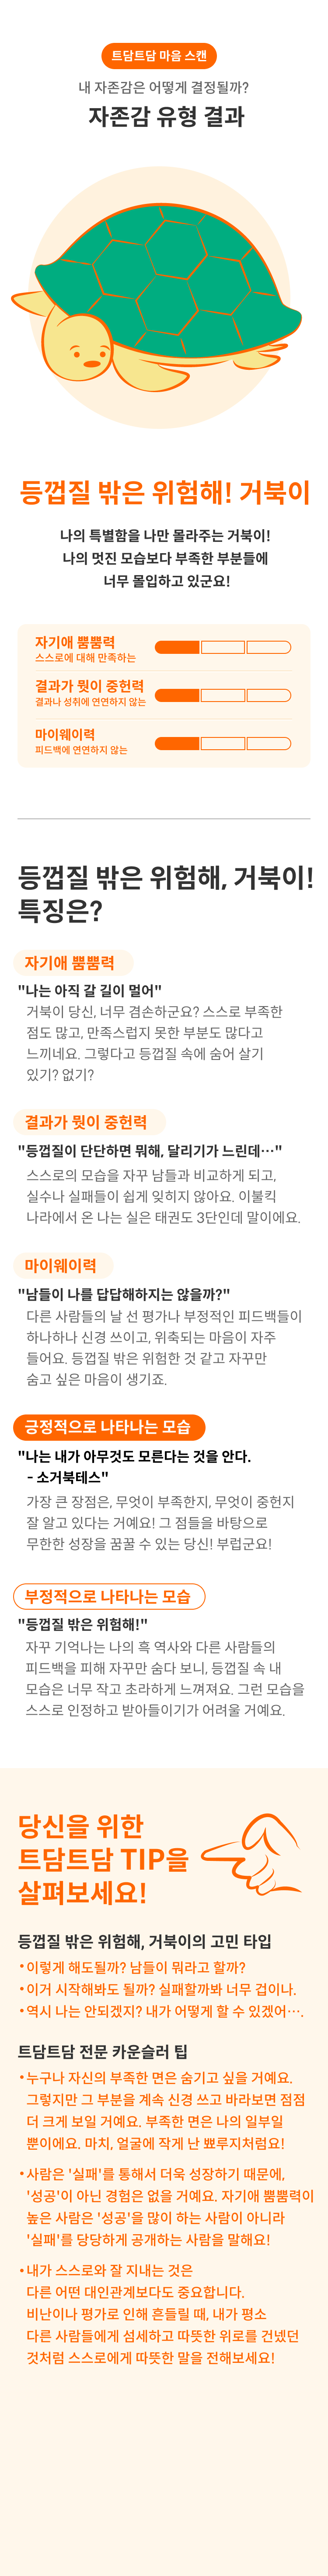 트담트담 마음 스캔
내 자존감은 어떻게 결정될까?
자존감 유형 결과
등껍질 밖은 위험해! 거북이
나의 특별함을 나만 몰라주는 거북이!
나의 멋진 모습보다 부족한 부분들에
너무 몰입하고 있군요!
자기애 뿜뿜력
스스로에 대해 만족하는
결과가 뭣이 중헌력
결과나 성취에 연연하지 않는
마이웨이력
피드백에 연연하지 않는
등껍질 밖은 위험해, 거북이!
특징은?
자기애 뿜뿜력
"나는 아직 갈 길이 멀어"
거북이 당신, 너무 겸손하군요? 스스로 부족한
점도 많고, 만족스럽지 못한 부분도 많다고
느끼네요. 그렇다고 등껍질 속에 숨어 살기
있기? 없기?
결과가 뭣이 중헌력
"등껍질이 단단하면 뭐해, 달리기가 느린데…"
스스로의 모습을 자꾸 남들과 비교하게 되고,
실수나 실패들이 쉽게 잊히지 않아요. 이불킥
나라에서 온 나는 실은 태권도 3단인데 말이에요.
마이웨이력
"남들이 나를 답답해하지는 않을까?"
다른 사람들의 날 선 평가나 부정적인 피드백들이
하나하나 신경 쓰이고, 위축되는 마음이 자주
들어요. 등껍질 밖은 위험한 것 같고 자꾸만
숨고 싶은 마음이 생기죠.
긍정적으로 나타나는 모습
"나는 내가 아무것도 모른다는 것을 안다.
- 소거북테스"
가장 큰 장점은, 무엇이 부족한지, 무엇이 중헌지
잘 알고 있다는 거예요! 그 점들을 바탕으로
무한한 성장을 꿈꿀 수 있는 당신! 부럽군요!
부정적으로 나타나는 모습
"등껍질 밖은 위험해!"
자꾸 기억나는 나의 흑 역사와 다른 사람들의
피드백을 피해 자꾸만 숨다 보니, 등껍질 속 내
모습은 너무 작고 초라하게 느껴져요. 그런 모습을
스스로 인정하고 받아들이기가 어려울 거예요.
당신을 위한
트담트담 TIP을
살펴보세요!
등껍질 밖은 위험해, 거북이의 고민 타입
•이렇게 해도될까? 남들이 뭐라고 할까?
•이거 시작해봐도 될까? 실패할까봐 너무 겁이나.
•역시 나는 안되겠지? 내가 어떻게 할 수 있겠어….
트담트담 전문 카운슬러 팁
•누구나 자신의 부족한 면은 숨기고 싶을 거예요.
그렇지만 그 부분을 계속 신경 쓰고 바라보면 점점
더 크게 보일 거예요. 부족한 면은 나의 일부일
뿐이에요. 마치, 얼굴에 작게 난 뾰루지처럼요!
•사람은 '실패'를 통해서 더욱 성장하기 때문에,
'성공'이 아닌 경험은 없을 거예요. 자기애 뿜뿜력이
높은 사람은 '성공'을 많이 하는 사람이 아니라
'실패'를 당당하게 공개하는 사람을 말해요!
•내가 스스로와 잘 지내는 것은
다른 어떤 대인관계보다도 중요합니다.
비난이나 평가로 인해 흔들릴 때, 내가 평소
다른 사람들에게 섬세하고 따뜻한 위로를 건넸던
것처럼 스스로에게 따뜻한 말을 전해보세요!